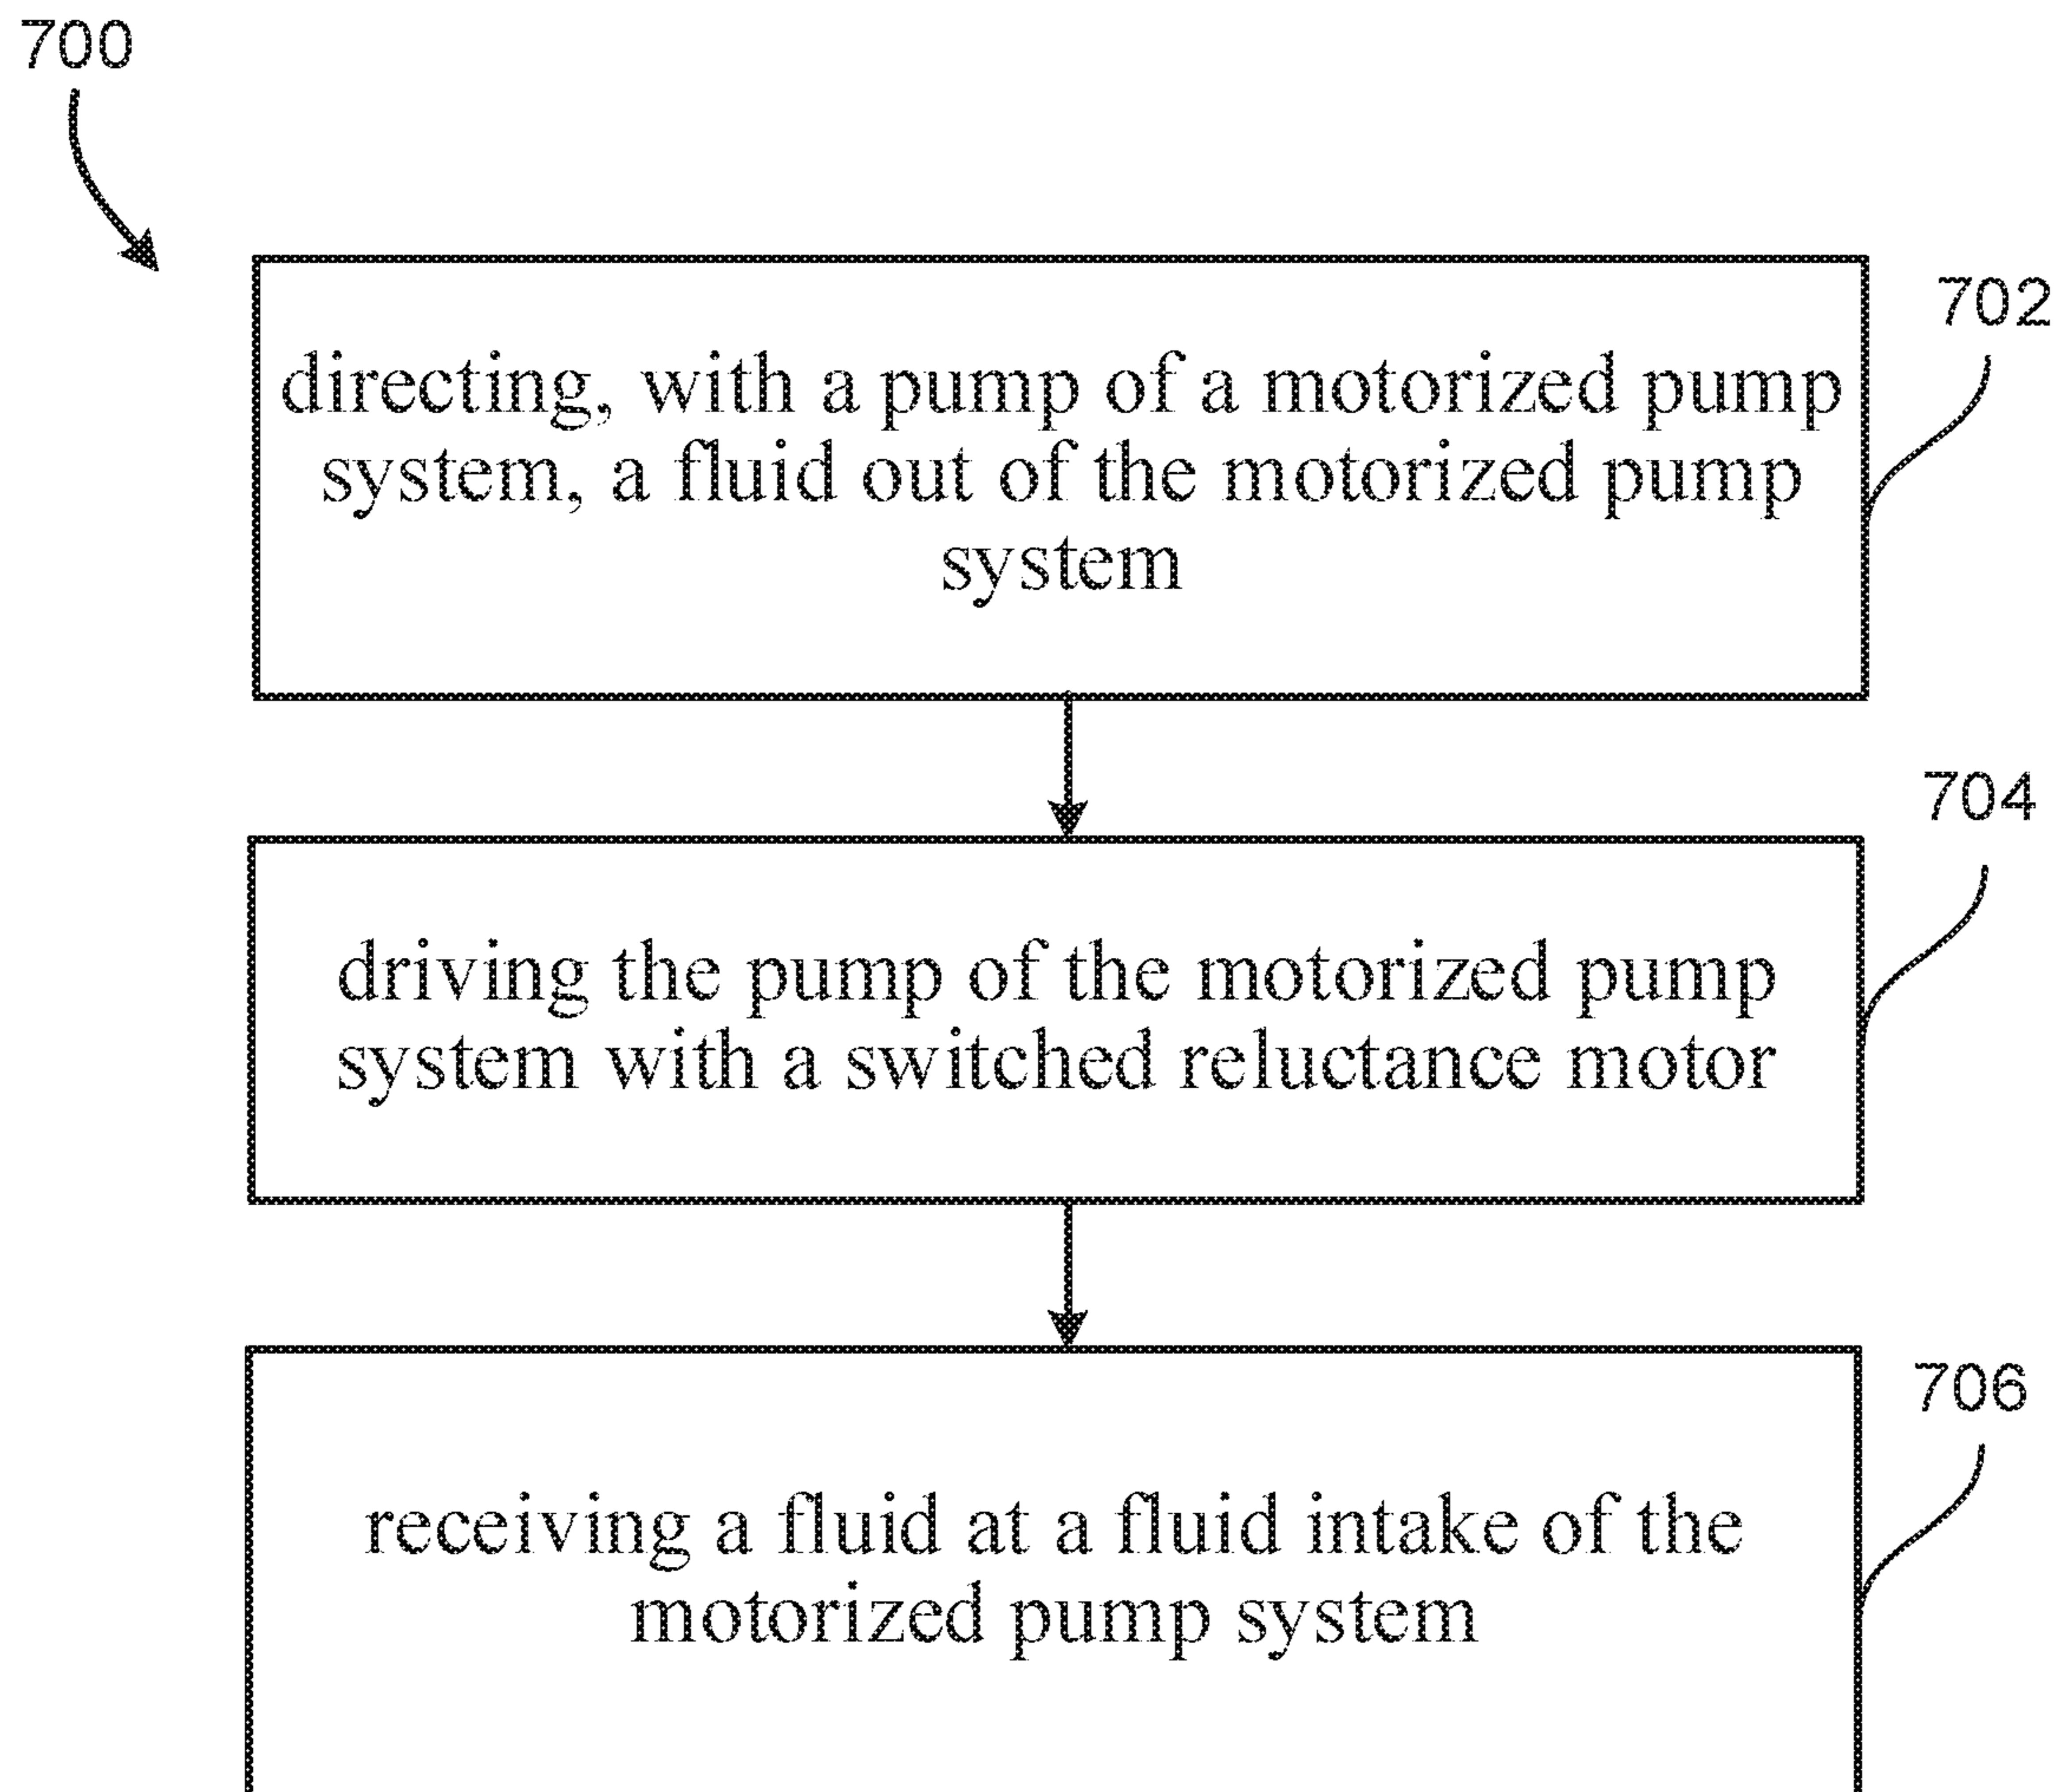 700
702
directing, with a pump of a motorized pump
system, a fluid out of the motorized pump
system
704
driving the pump of the motorized pump
system with a switched reluctance motor
706
receiving a fluid at a fluid intake of the
motorized pump system